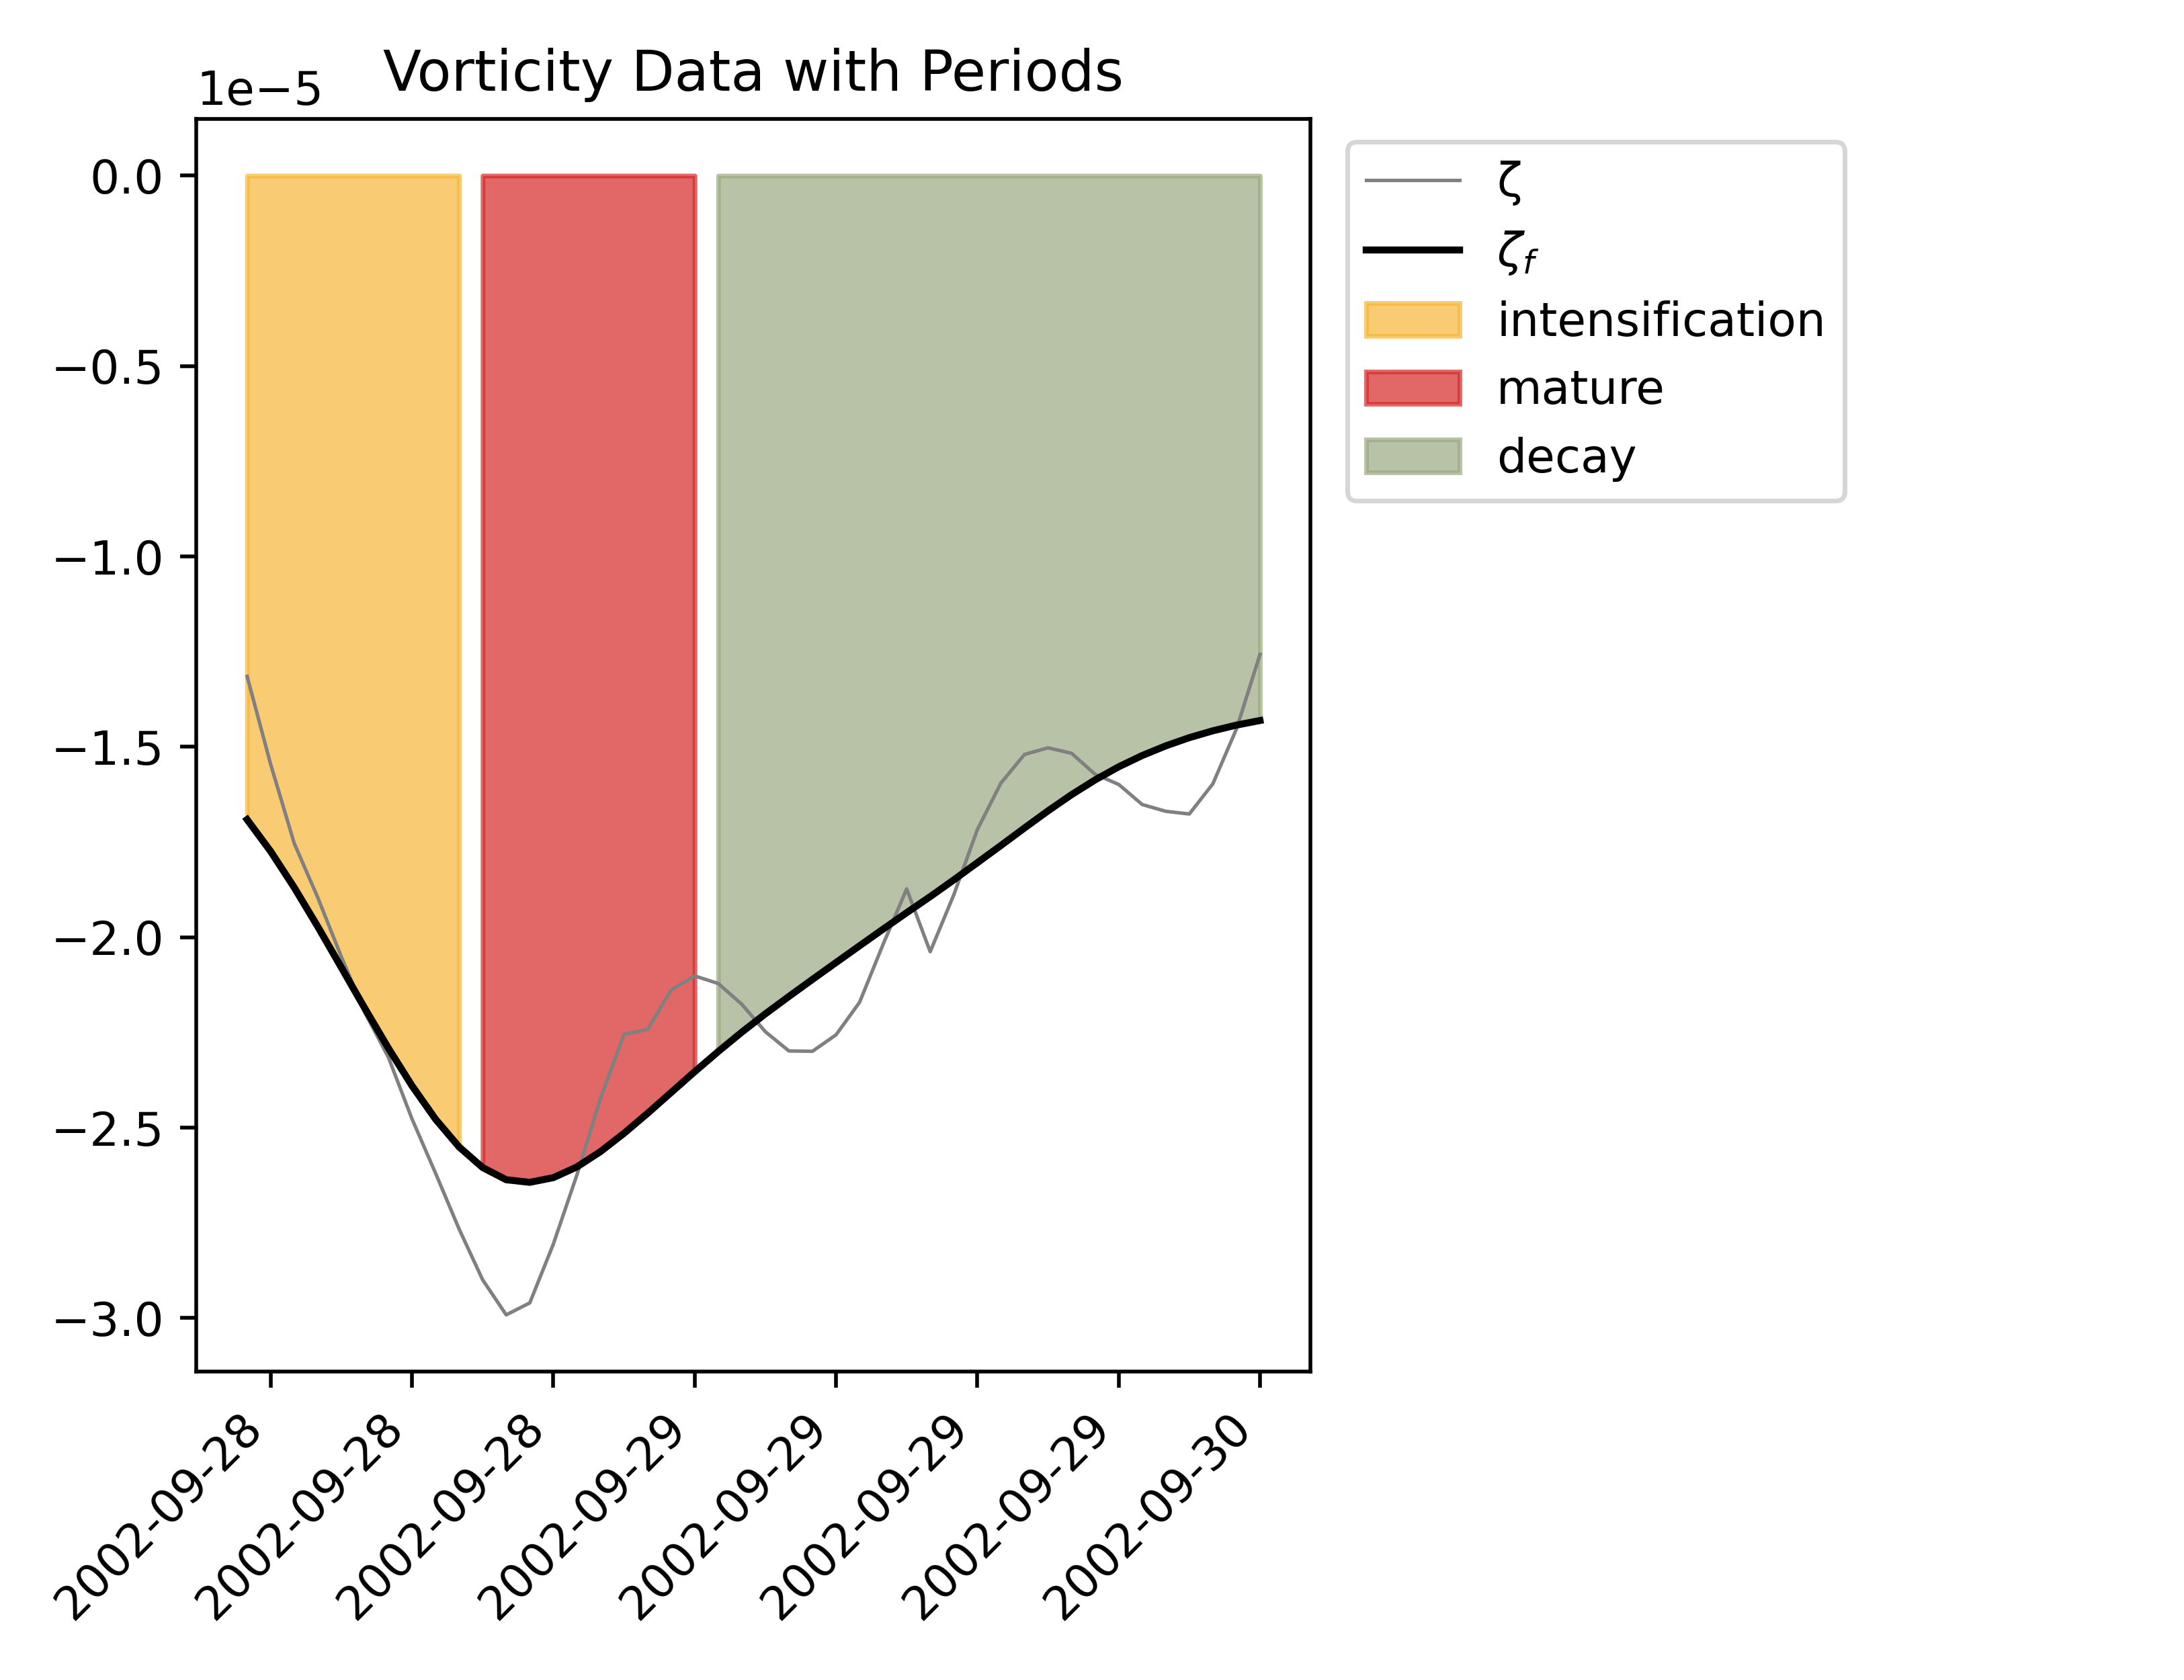 Vorticity Data with Periods
1e−5
0.0
−0.5
−1.0
−1.5
−2.0
−2.5
−3.0
2002-09-28
2002-09-28
2002-09-28
2002-09-29
2002-09-29
2002-09-29
2002-09-29
2002-09-30
ζ
ζf
intensification
mature
decay